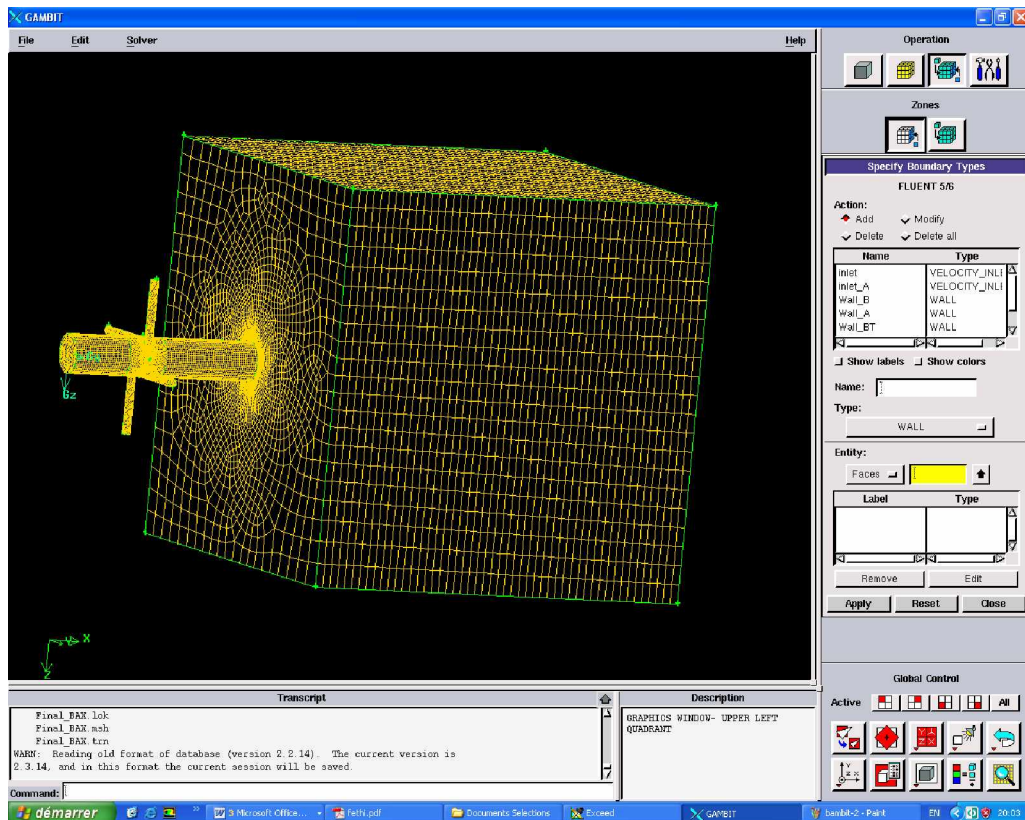 GAMBIT
File Edit Solver Help
Operation
Zones
Specify Boundary Types
FLUENT 5/6
Action:
Add Modify
Delete Delete all
Name Type
inlet VELOCITY_INLE
inlet_A VELOCITY_INLE
Wall_B WALL
Wall_A WALL
Wall_BT WALL
Show labels Show colors
Name:
Type:
WALL
Entity:
Faces
Label Type
Remove Edit
Apply Reset Close
Gz
X
Z
Global Control
Active All
Transcript
Final_BAX.lok
Final_BAX.msh
Final_BAX.trn
WARN: Reading old format of database (version 2.2.14). The current version is
2.3.14, and in this format the current session will be saved.
Command:
Description
GRAPHICS WINDOW- UPPER LEFT
QUADRANT
démarrer 3 Microsoft Office... fethi.pdf Documents Selections Exceed GAMBIT bambit-2 - Paint EN 20:03